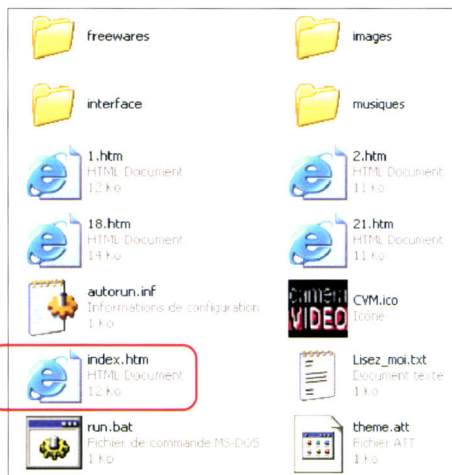 freewares
images
interface
musiques
1.htm
HTML Document
12 Ko
2.htm
HTML Document
11 Ko
18.htm
HTML Document
14 Ko
21.htm
HTML Document
11 Ko
autorun.inf
Informations de configuration
1 Ko
VIDEO
CVM.ico
Icône
index.htm
HTML Document
12 Ko
Lisez_moi.txt
Document texte
1 Ko
run.bat
Fichier de commande MS-DOS
1 Ko
theme.att
Fichier ATT
1 Ko